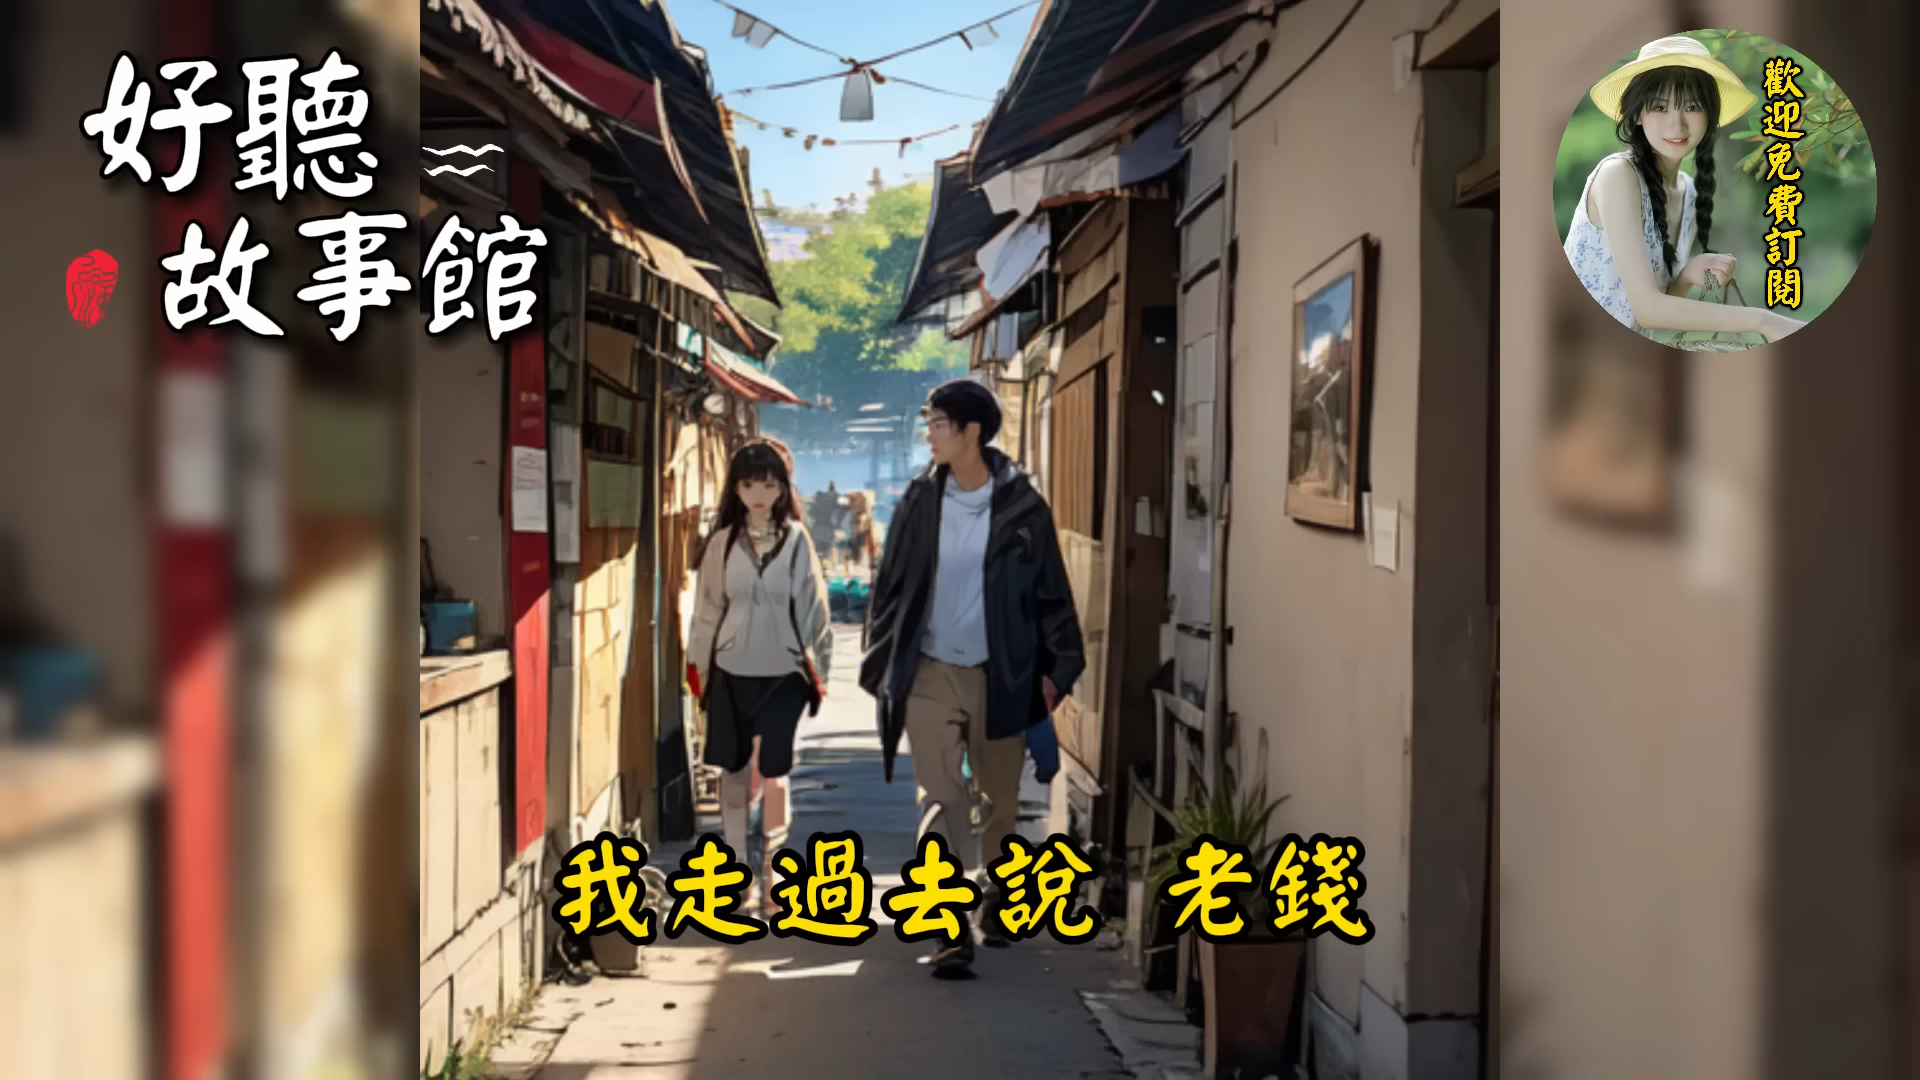 好聽
故事館
歡迎免費訂閱
我走過去說 老錢